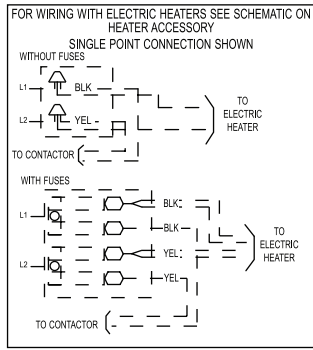 FOR WIRING WITH ELECTRIC HEATERS SEE SCHEMATIC ON
HEATER ACCESSORY
SINGLE POINT CONNECTION SHOWN
WITHOUT FUSES
L1
BLK
L2
YEL
TO
ELECTRIC
HEATER
TO CONTACTOR
WITH FUSES
BLK
L1
BLK
YEL
L2
YEL
TO
ELECTRIC
HEATER
TO CONTACTOR